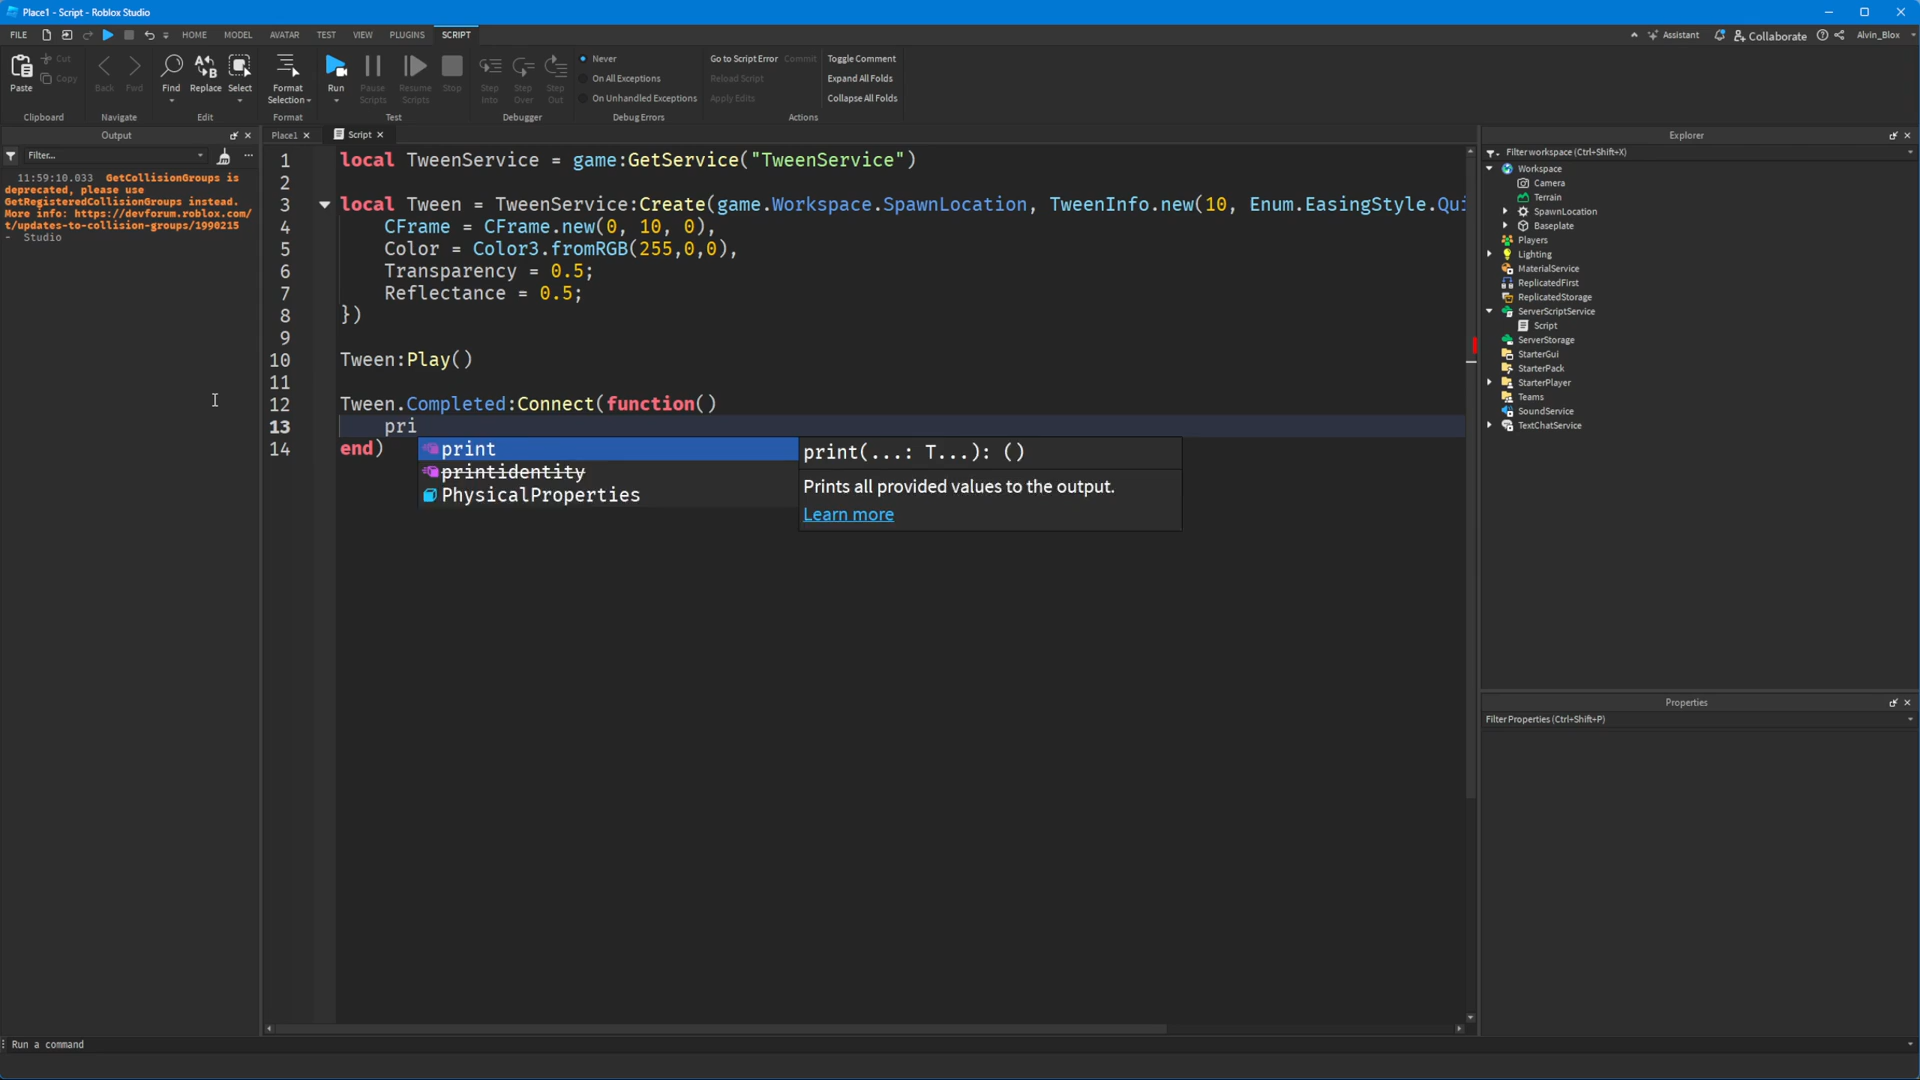 Place1 - Script - Roblox Studio
FILE HOME MODEL AVATAR TEST VIEW PLUGINS SCRIPT Assistant Collaborate Alvin_Blox
Paste Cut Copy Back Fwd Find Replace Select Format Selection Run Pause Scripts Resume Scripts Stop Step Into Step Over Step Out
Never
On All Exceptions
On Unhandled Exceptions
Go to Script Error Commit
Reload Script
Apply Edits
Toggle Comment
Expand All Folds
Collapse All Folds
Clipboard Navigate Edit Format Test Debugger Debug Errors Actions
Output
Filter...
11:59:10.033 GetCollisionGroups is
deprecated, please use
GetRegisteredCollisionGroups instead.
More info: https://devforum.roblox.com/
t/updates-to-collision-groups/1990215
- Studio
Place1 Script
1 local TweenService = game:GetService("TweenService")
2
3 local Tween = TweenService:Create(game.Workspace.SpawnLocation, TweenInfo.new(10, Enum.EasingStyle.Qui
4 CFrame = CFrame.new(0, 10, 0),
5 Color = Color3.fromRGB(255,0,0),
6 Transparency = 0.5;
7 Reflectance = 0.5;
8 })
9
10 Tween:Play()
11
12 Tween.Completed:Connect(function()
13 pri
14 end)
print
printidentity
PhysicalProperties
print(...: T...): ()
Prints all provided values to the output.
Learn more
Explorer
Filter workspace (Ctrl+Shift+X)
Workspace
Camera
Terrain
SpawnLocation
Baseplate
Players
Lighting
MaterialService
ReplicatedFirst
ReplicatedStorage
ServerScriptService
Script
ServerStorage
StarterGui
StarterPack
StarterPlayer
Teams
SoundService
TextChatService
Properties
Filter Properties (Ctrl+Shift+P)
Run a command